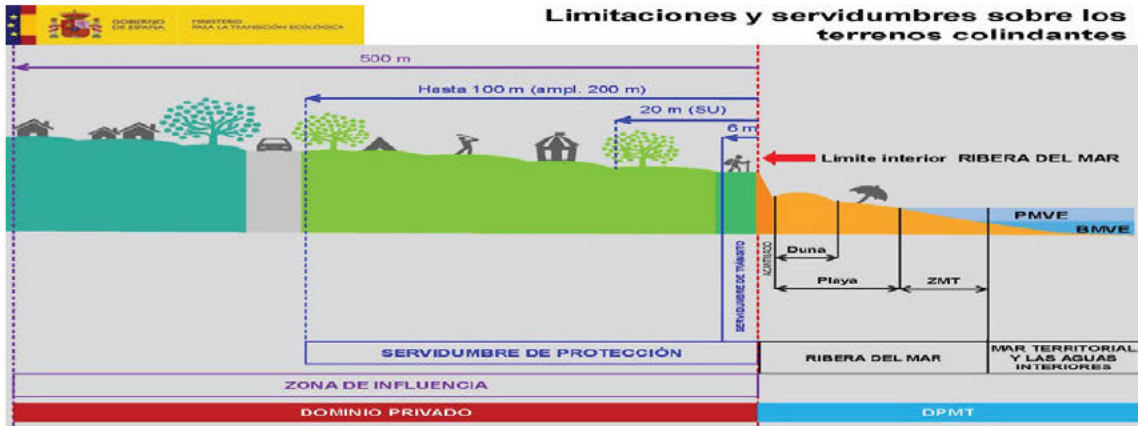 GOBIERNO
DE ESPAÑA
MINISTERIO
PARA LA TRANSICIÓN ECOLÓGICA
Limitaciones y servidumbres sobre los
terrenos colindantes
500 m
Hasta 100 m (ampl. 200 m)
20 m (SU)
6 m
Limite interior RIBERA DEL MAR
PMVE
BMVE
Duna
Playa
ZMT
ACANTILADO
SERVIDUMBRE DE TRÁNSITO
SERVIDUMBRE DE PROTECCIÓN
RIBERA DEL MAR
MAR TERRITORIAL
Y LAS AGUAS
INTERIORES
ZONA DE INFLUENCIA
DOMINIO PRIVADO
DPMT